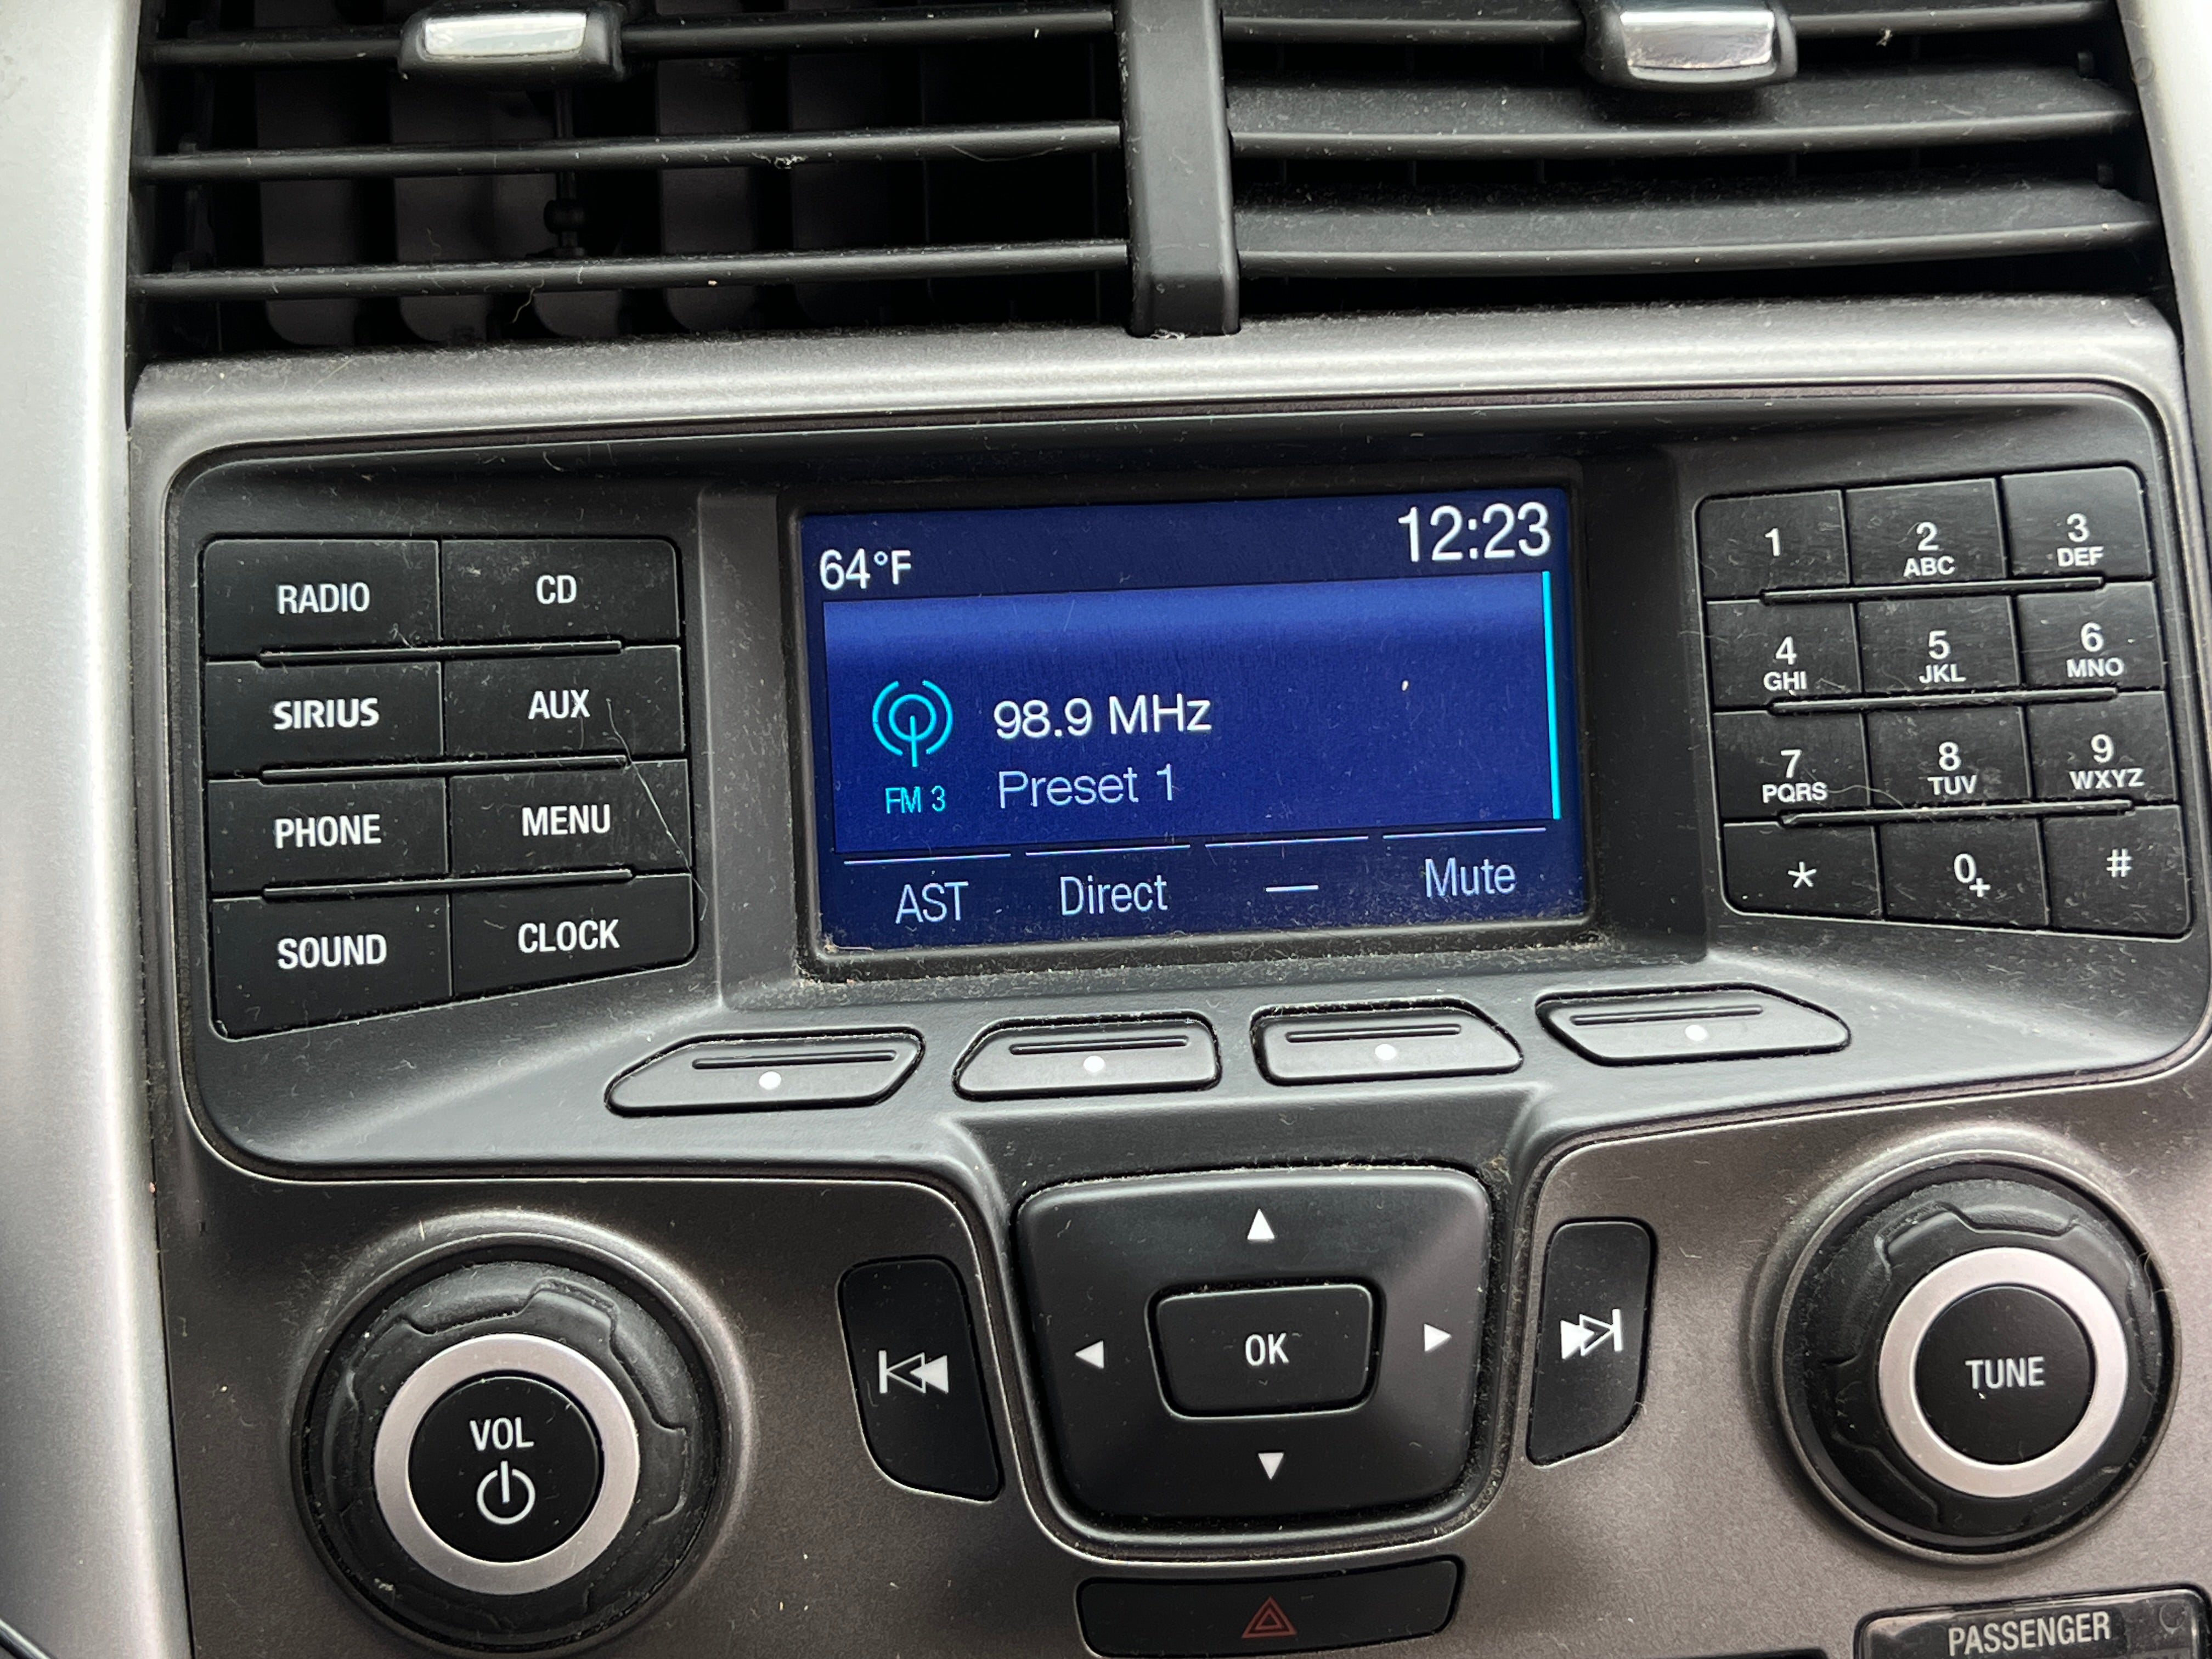 64°F 12:23
98.9 MHz
FM 3 Preset 1
AST Direct — Mute
RADIO CD
SIRIUS AUX
PHONE MENU
SOUND CLOCK
1 2 3
ABC DEF
4 5 6
GHI JKL MNO
7 8 9
PQRS TUV WXYZ
* 0+ #
VOL
OK
TUNE
PASSENGER